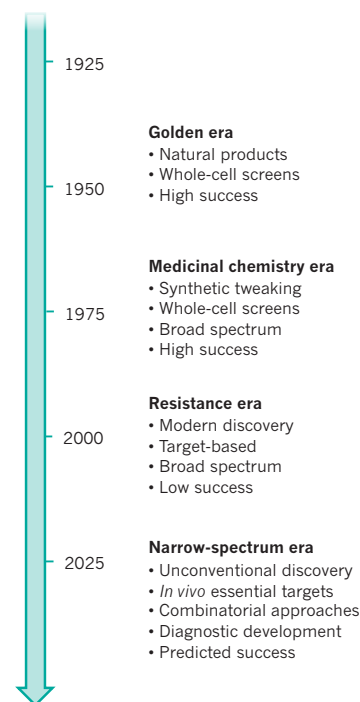 1925
Golden era
• Natural products
• Whole-cell screens
1950
• High success
Medicinal chemistry era
• Synthetic tweaking
• Whole-cell screens
1975
• Broad spectrum
• High success
Resistance era
• Modern discovery
2000
• Target-based
• Broad spectrum
• Low success
Narrow-spectrum era
2025
• Unconventional discovery
• In vivo essential targets
• Combinatorial approaches
• Diagnostic development
• Predicted success